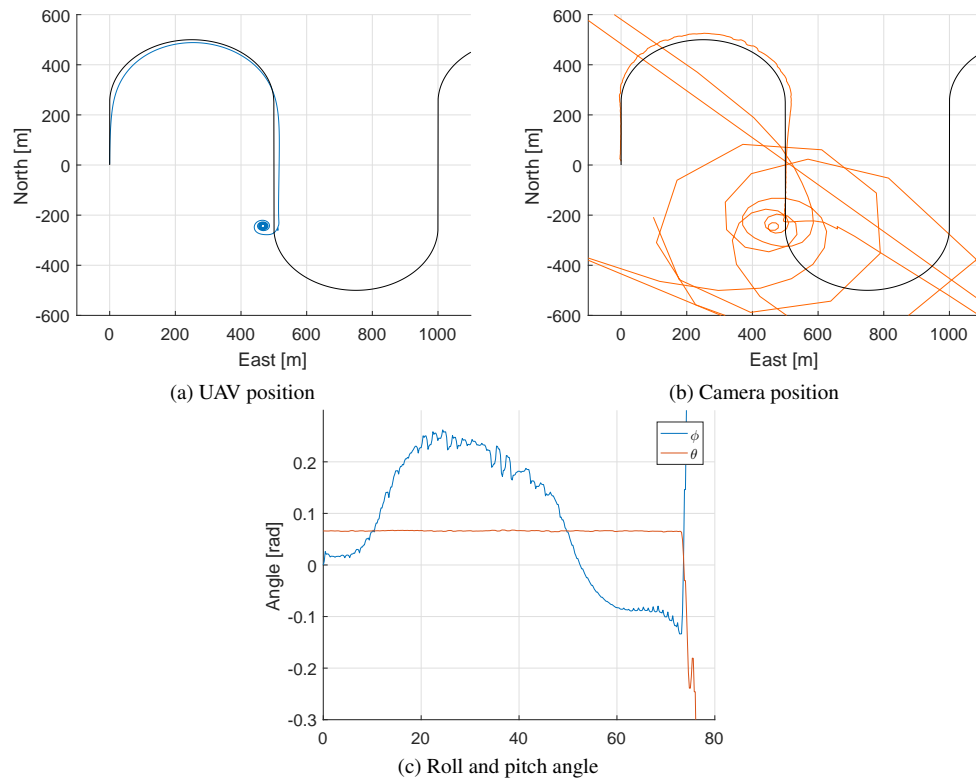 600
400
200
0
-200
-400
-600
North [m]
0 200 400 600 800 1000
East [m]
(a) UAV position
600
400
200
0
-200
-400
-600
North [m]
0 200 400 600 800 1000
East [m]
(b) Camera position
ϕ
θ
0.2
0.1
0
-0.1
-0.2
-0.3
Angle [rad]
0 20 40 60 80
(c) Roll and pitch angle